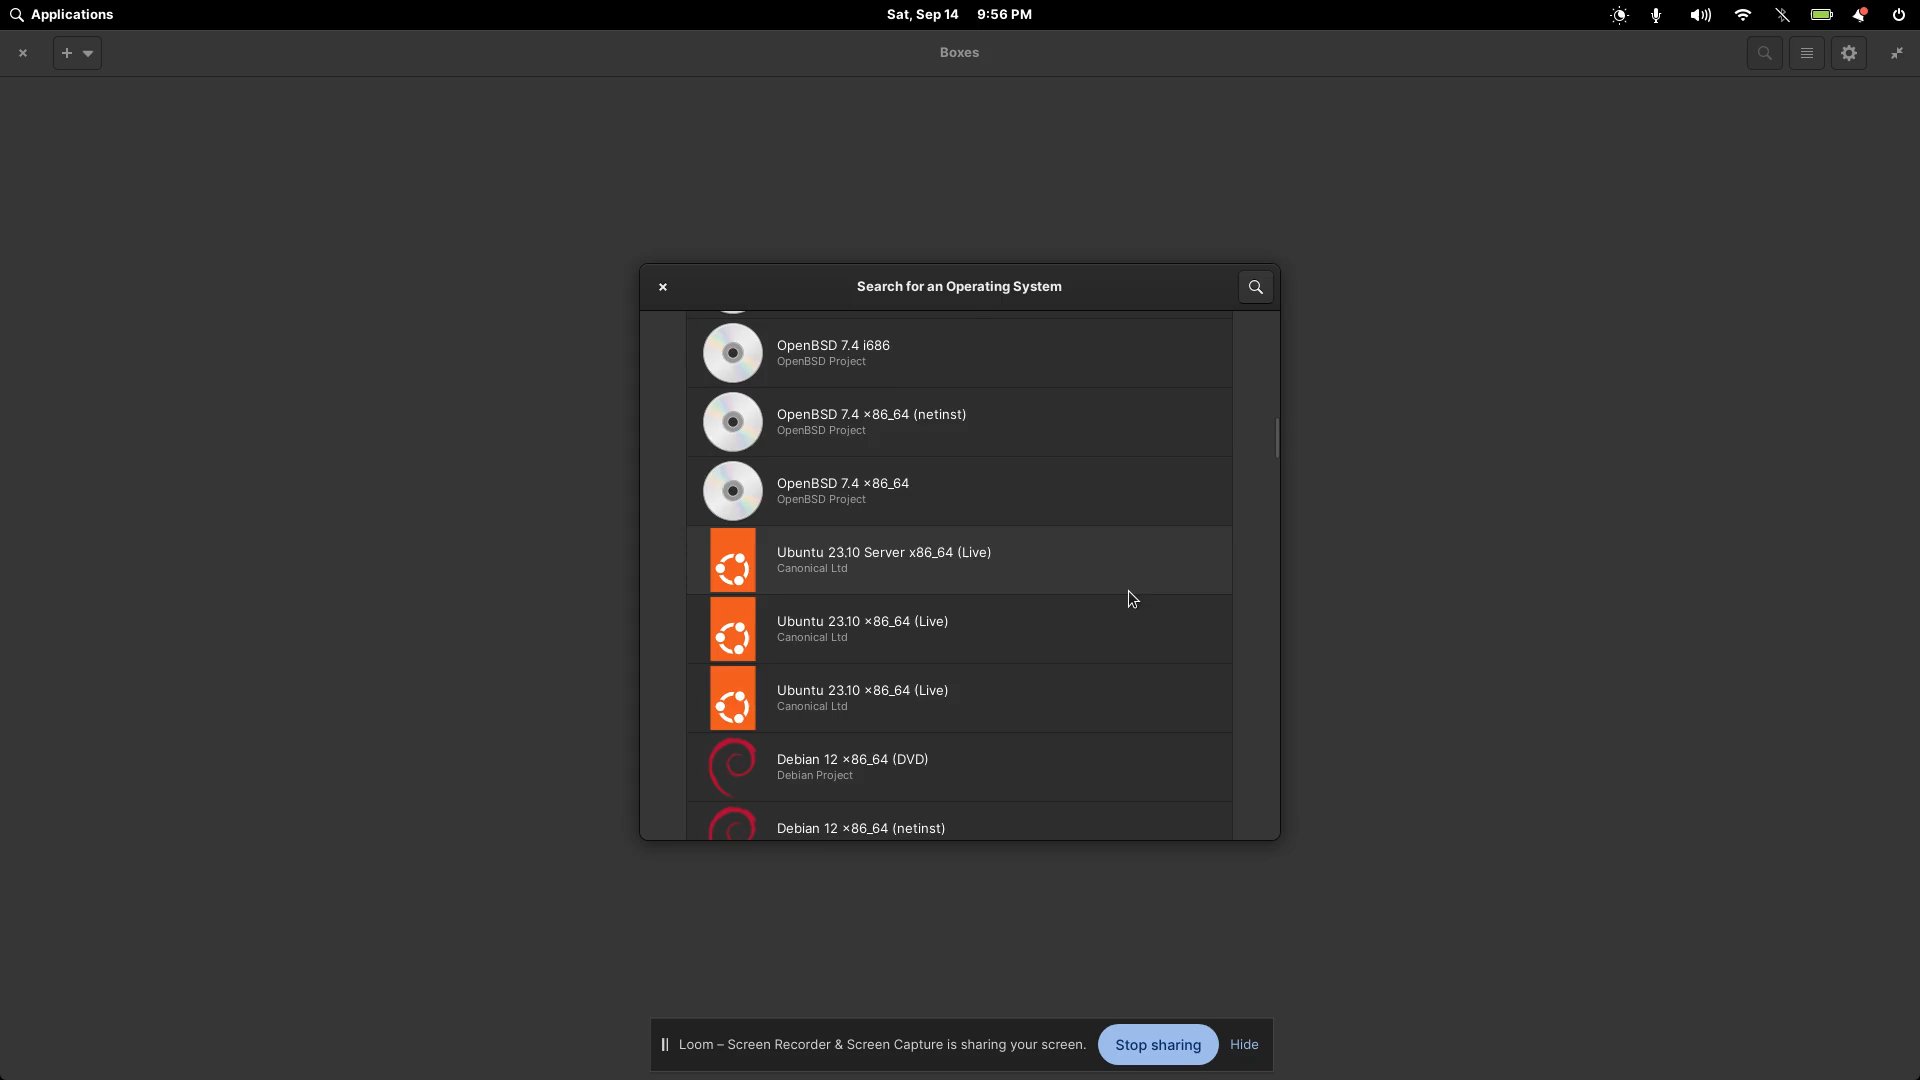 Applications
Sat, Sep 14 9:56 PM
Boxes
Search for an Operating System
OpenBSD 7.4 i686
OpenBSD Project
OpenBSD 7.4 x86_64 (netinst)
OpenBSD Project
OpenBSD 7.4 x86_64
OpenBSD Project
Ubuntu 23.10 Server x86_64 (Live)
Canonical Ltd
Ubuntu 23.10 x86_64 (Live)
Canonical Ltd
Ubuntu 23.10 x86_64 (Live)
Canonical Ltd
Debian 12 x86_64 (DVD)
Debian Project
Debian 12 x86_64 (netinst)
Loom – Screen Recorder & Screen Capture is sharing your screen. Stop sharing Hide